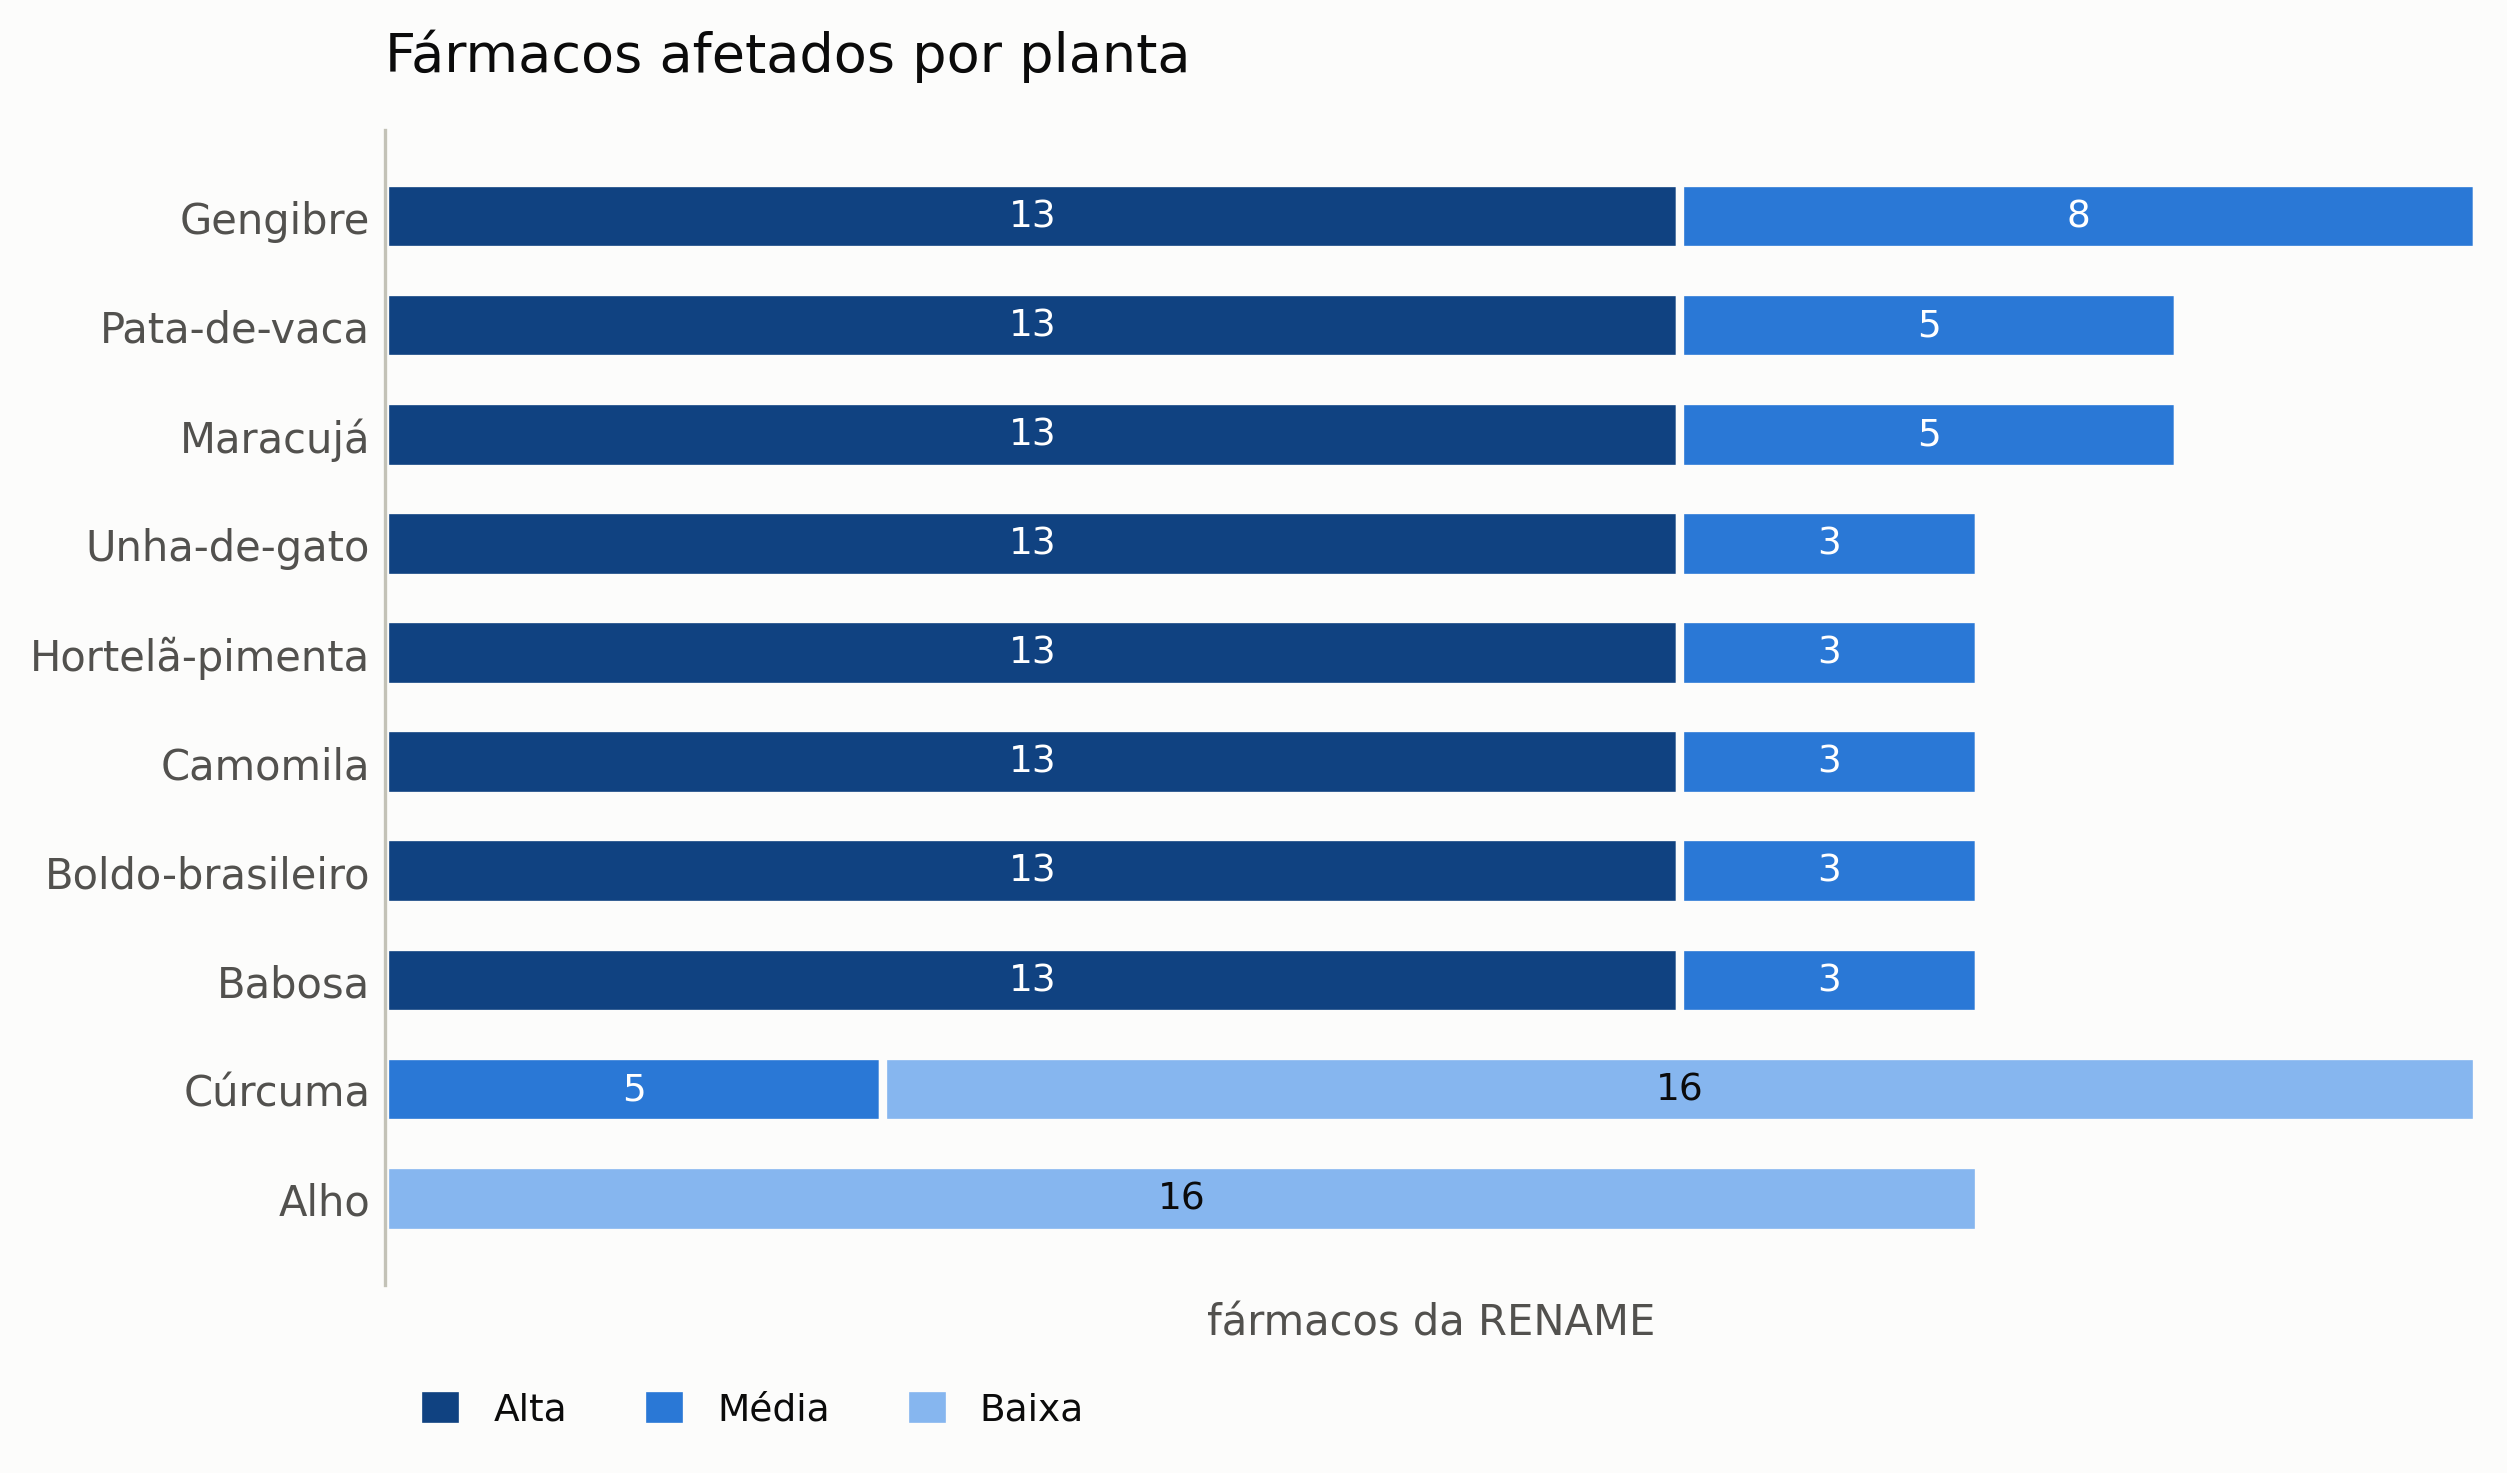 Fármacos afetados por planta
Gengibre 13 8
Pata-de-vaca 13 5
Maracujá 13 5
Unha-de-gato 13 3
Hortelã-pimenta 13 3
Camomila 13 3
Boldo-brasileiro 13 3
Babosa 13 3
Cúrcuma 5 16
Alho 16
fármacos da RENAME
Alta Média Baixa